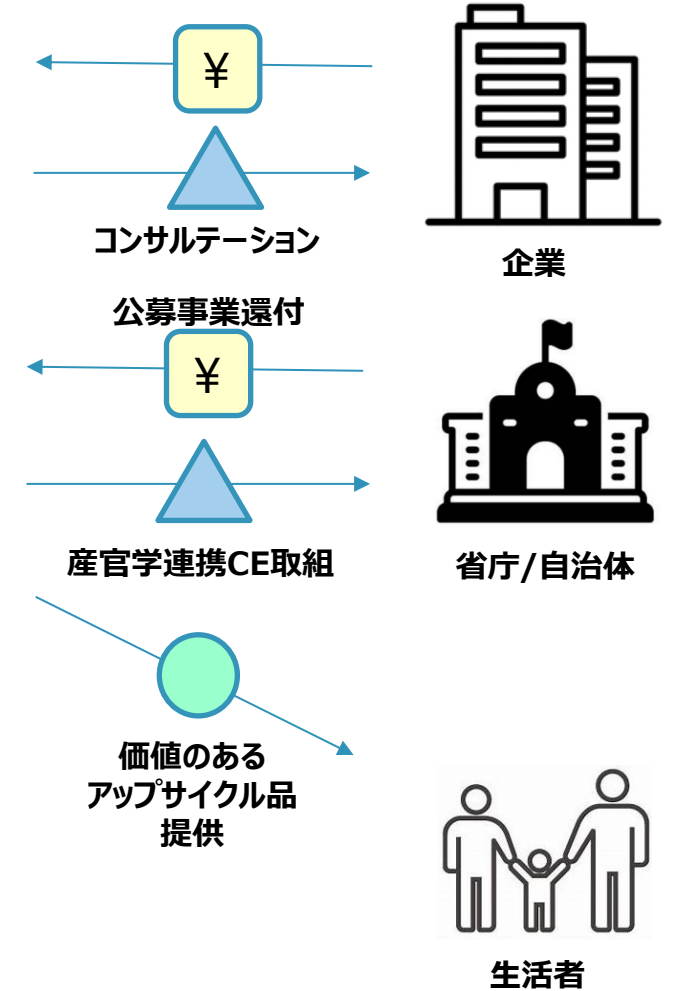 ¥
コンサルテーション
企業
公募事業還付
¥
産官学連携CE取組
省庁/自治体
価値のある
アップサイクル品
提供
生活者